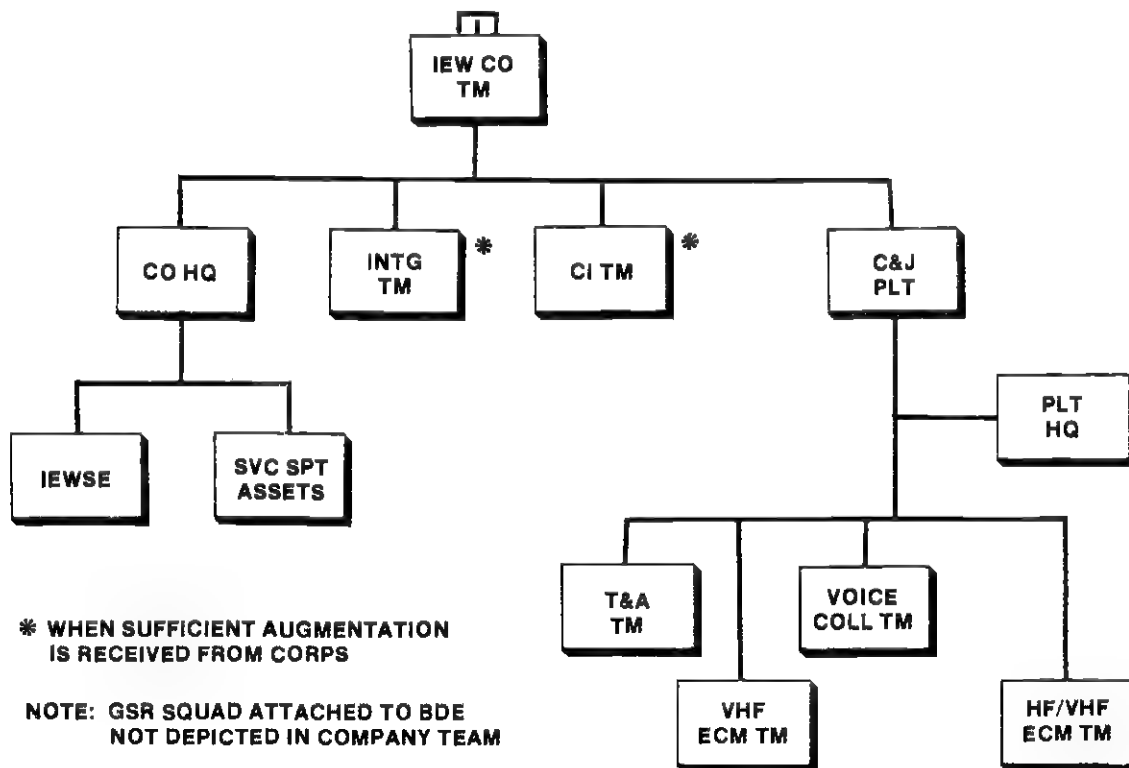 IEW CO
TM
CO HQ
INTG
TM
*
CI TM
*
C&J
PLT
PLT
HQ
IEWSE
SVC SPT
ASSETS
T&A
TM
VOICE
COLL TM
VHF
ECM TM
HF/VHF
ECM TM
* WHEN SUFFICIENT AUGMENTATION
IS RECEIVED FROM CORPS
NOTE: GSR SQUAD ATTACHED TO BDE
NOT DEPICTED IN COMPANY TEAM